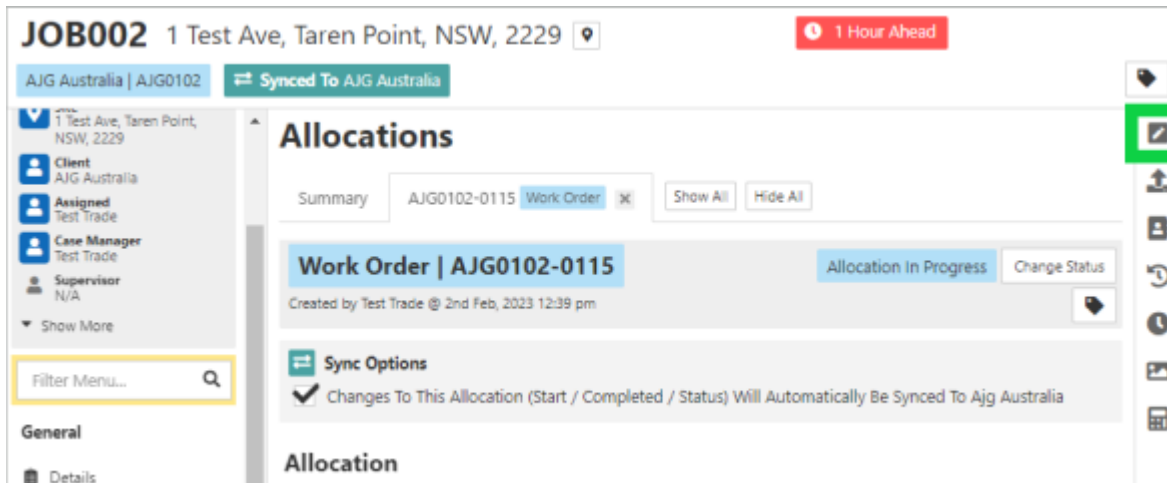 JOB002 1 Test Ave, Taren Point, NSW, 2229
1 Hour Ahead
AJG Australia | AJG0102
Synced To AJG Australia
1 Test Ave, Taren Point,
NSW, 2229
Client
AJG Australia
Assigned
Test Trade
Case Manager
Test Trade
Supervisor
N/A
Show More
Filter Menu...
General
Details
Allocations
Summary
AJG0102-0115 Work Order
Show All
Hide All
Work Order | AJG0102-0115
Allocation In Progress
Change Status
Created by Test Trade @ 2nd Feb, 2023 12:39 pm
Sync Options
Changes To This Allocation (Start / Completed / Status) Will Automatically Be Synced To Ajg Australia
Allocation